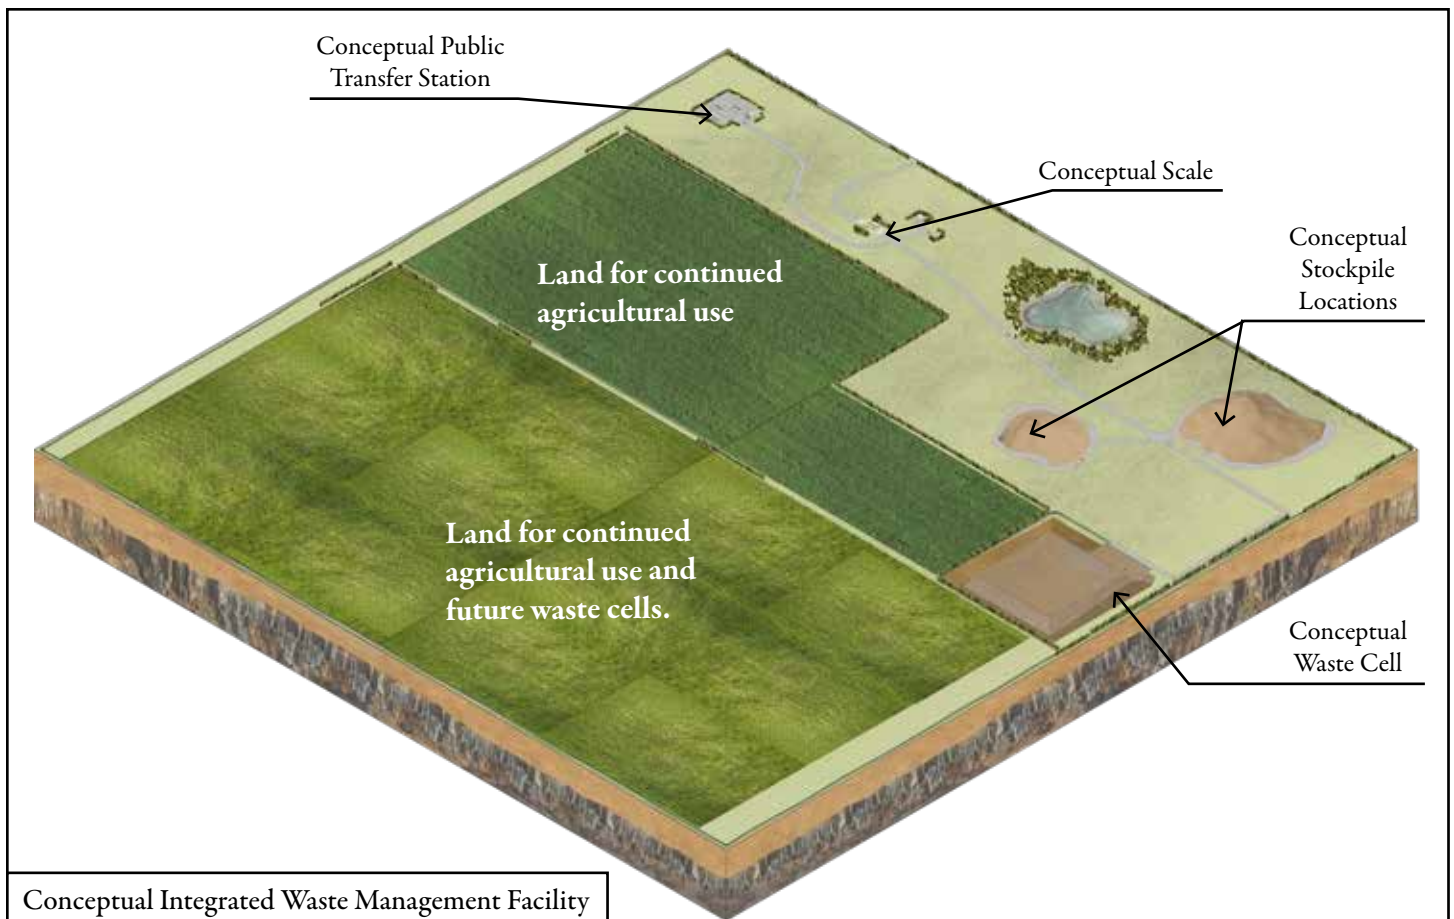 Conceptual Public
Transfer Station
Conceptual Scale
Conceptual
Stockpile
Locations
Land for continued
agricultural use
Land for continued
agricultural use and
future waste cells.
Conceptual
Waste Cell
Conceptual Integrated Waste Management Facility